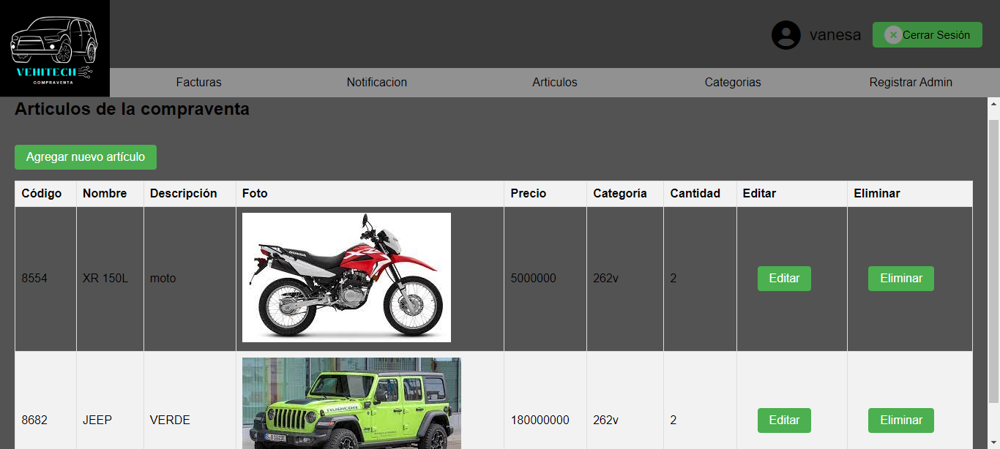 VEHITECH
COMPRAVENTA
vanesa
Cerrar Sesión
Facturas Notificacion Articulos Categorias Registrar Admin
Articulos de la compraventa
Agregar nuevo artículo
Código Nombre Descripción Foto Precio Categoría Cantidad Editar Eliminar
8554 XR 150L moto 5000000 262v 2 Editar Eliminar
HONDA
XR
8682 JEEP VERDE 180000000 262v 2 Editar Eliminar
RUBICON